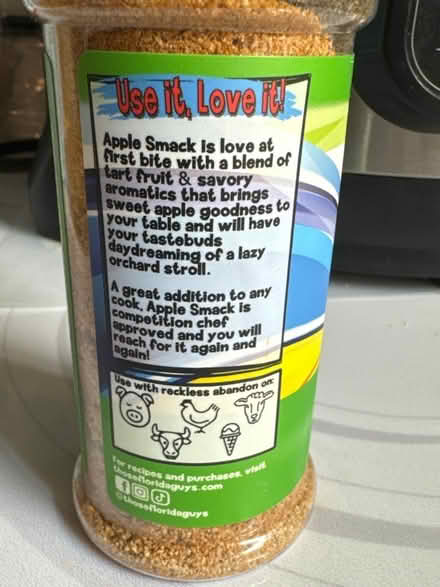 Use it, Love it!
Apple Smack is love at
first bite with a blend of
tart fruit & savory
aromatics that brings
sweet apple goodness to
your table and will have
your tastebuds
daydreaming of a lazy
orchard stroll.
A great addition to any
cook, Apple Smack is
competition chef
approved and you will
reach for it again and
again!
Use with reckless abandon on:
For recipes and purchases, visit
thosefloridaguys.com
@thosefloridaguys